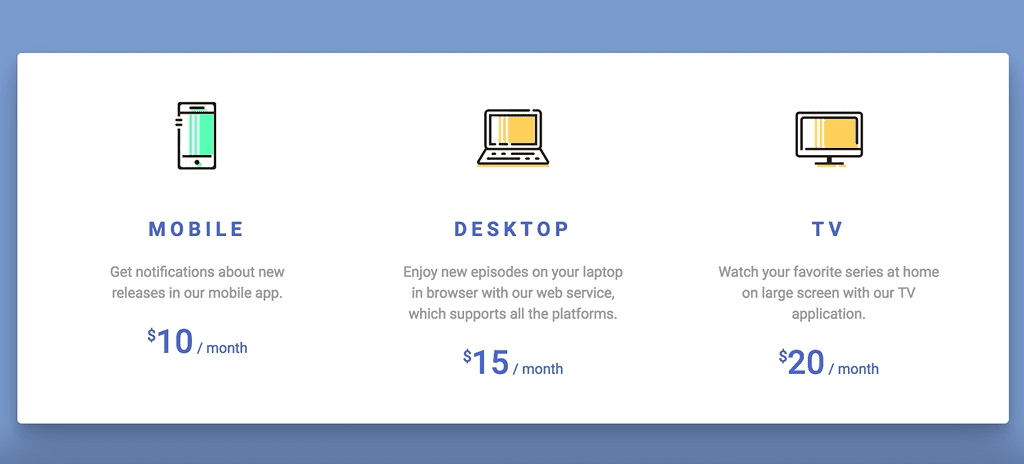 MOBILE
Get notifications about new
releases in our mobile app.
$10 / month
DESKTOP
Enjoy new episodes on your laptop
in browser with our web service,
which supports all the platforms.
$15 / month
TV
Watch your favorite series at home
on large screen with our TV
application.
$20 / month